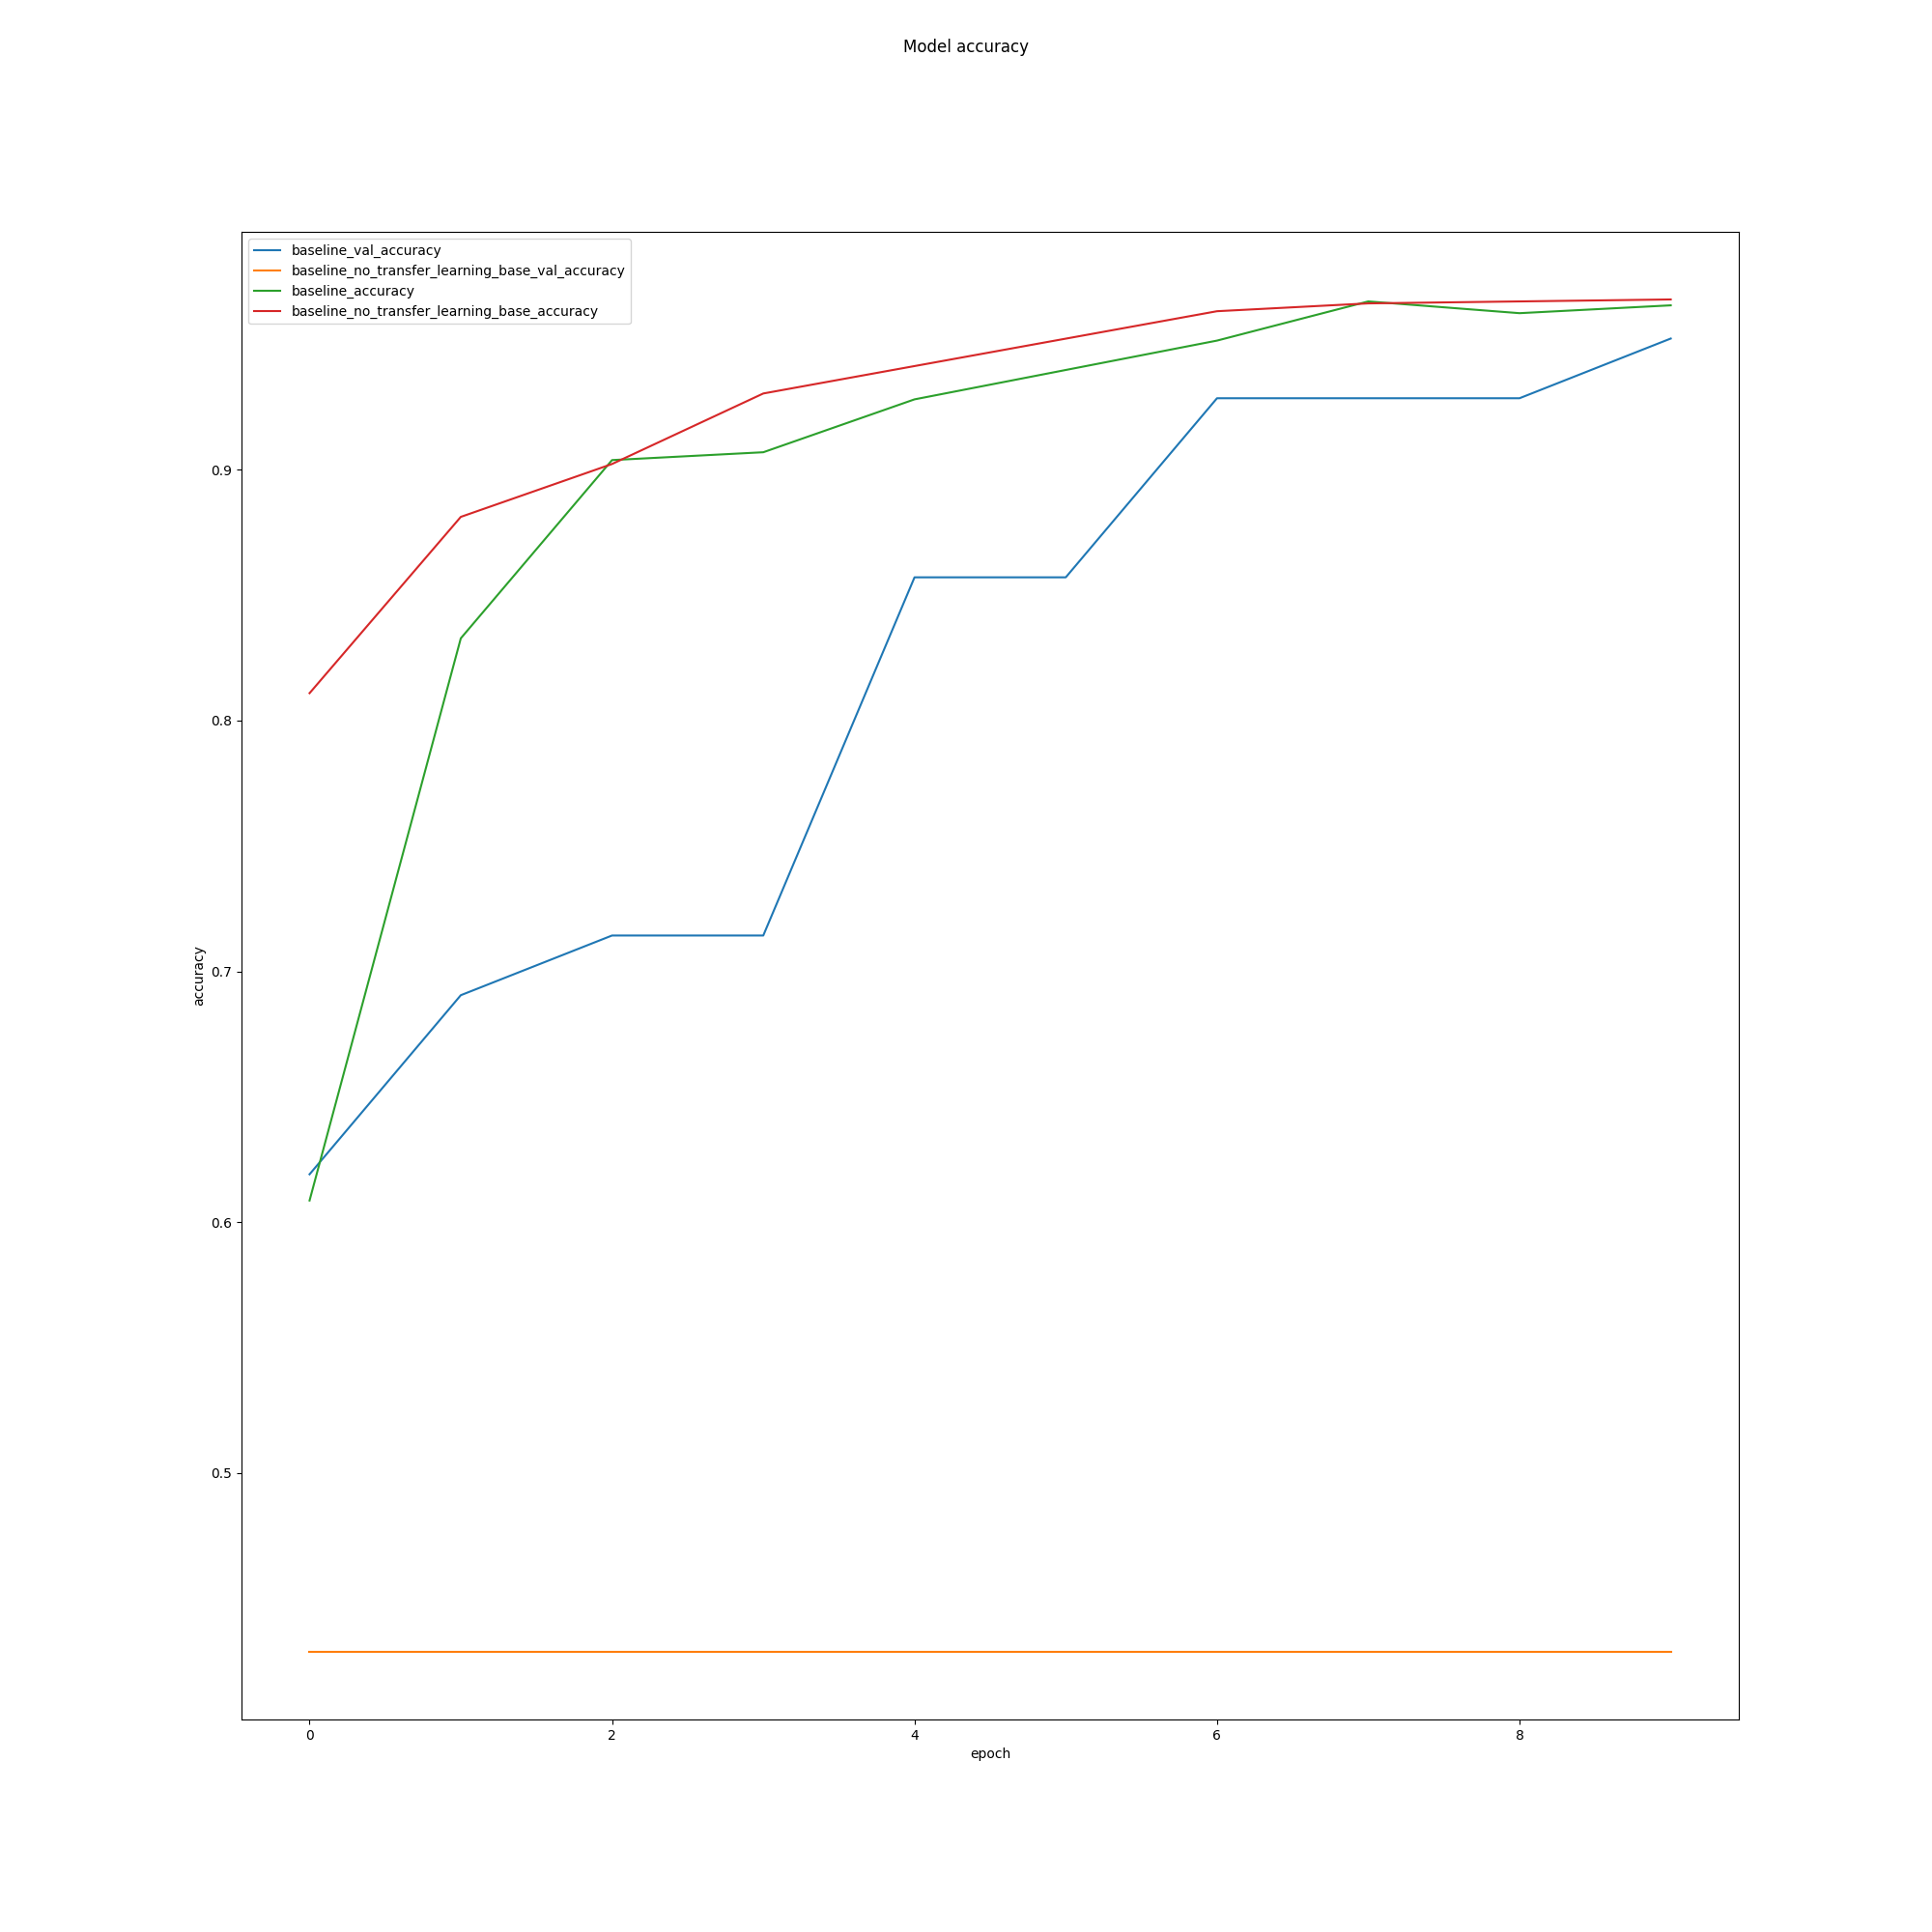 Model accuracy
baseline_val_accuracy
baseline_no_transfer_learning_base_val_accuracy
baseline_accuracy
baseline_no_transfer_learning_base_accuracy
0.9
0.8
0.7
0.6
0.5
accuracy
0 2 4 6 8
epoch